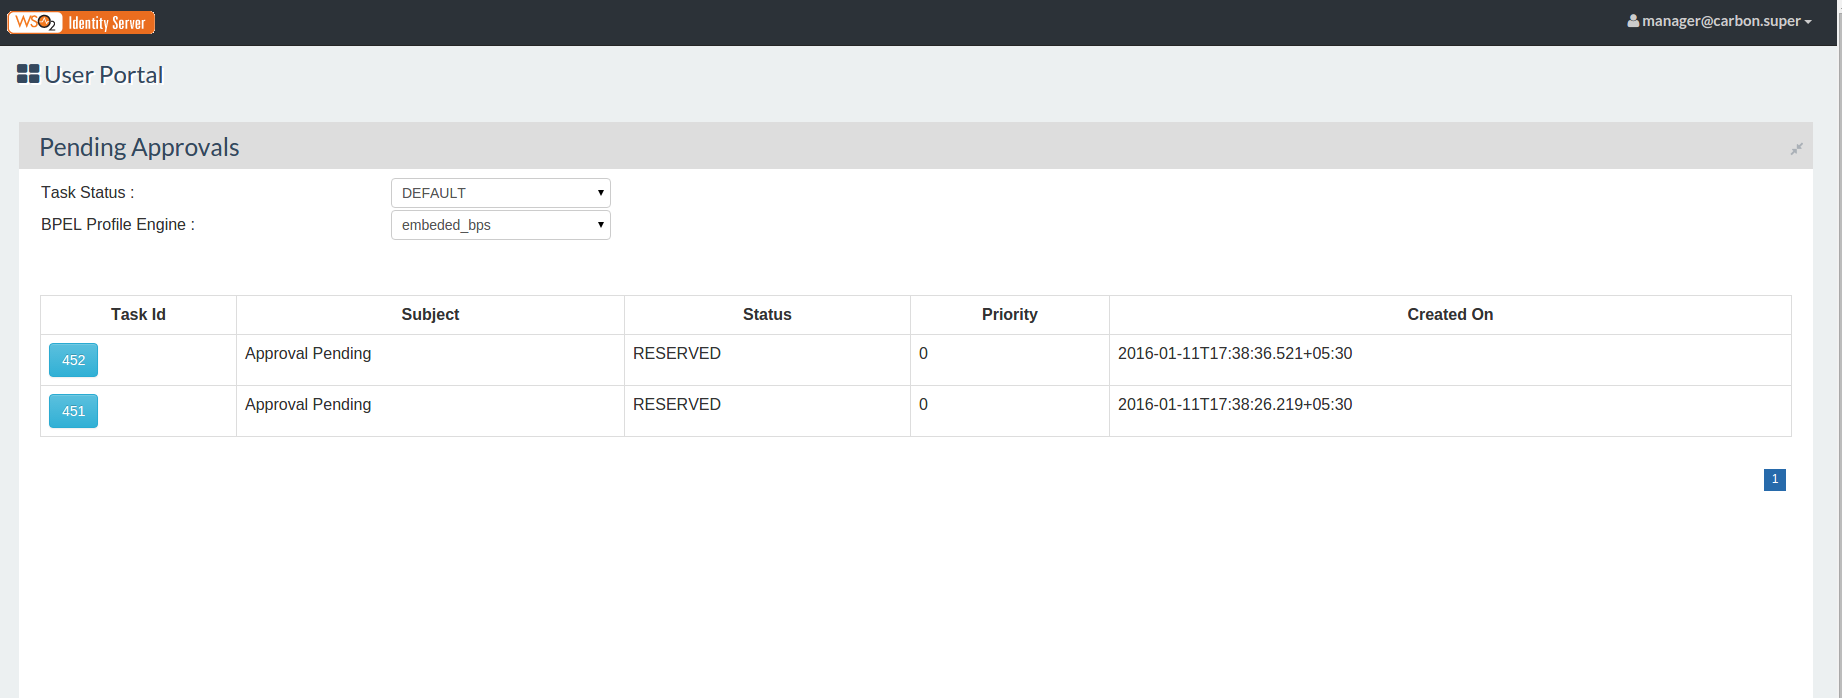 WSO2 Identity Server manager@carbon.super
User Portal
Pending Approvals
Task Status : DEFAULT
BPEL Profile Engine : embeded_bps
Task Id Subject Status Priority Created On
452 Approval Pending RESERVED 0 2016-01-11T17:38:36.521+05:30
451 Approval Pending RESERVED 0 2016-01-11T17:38:26.219+05:30
1